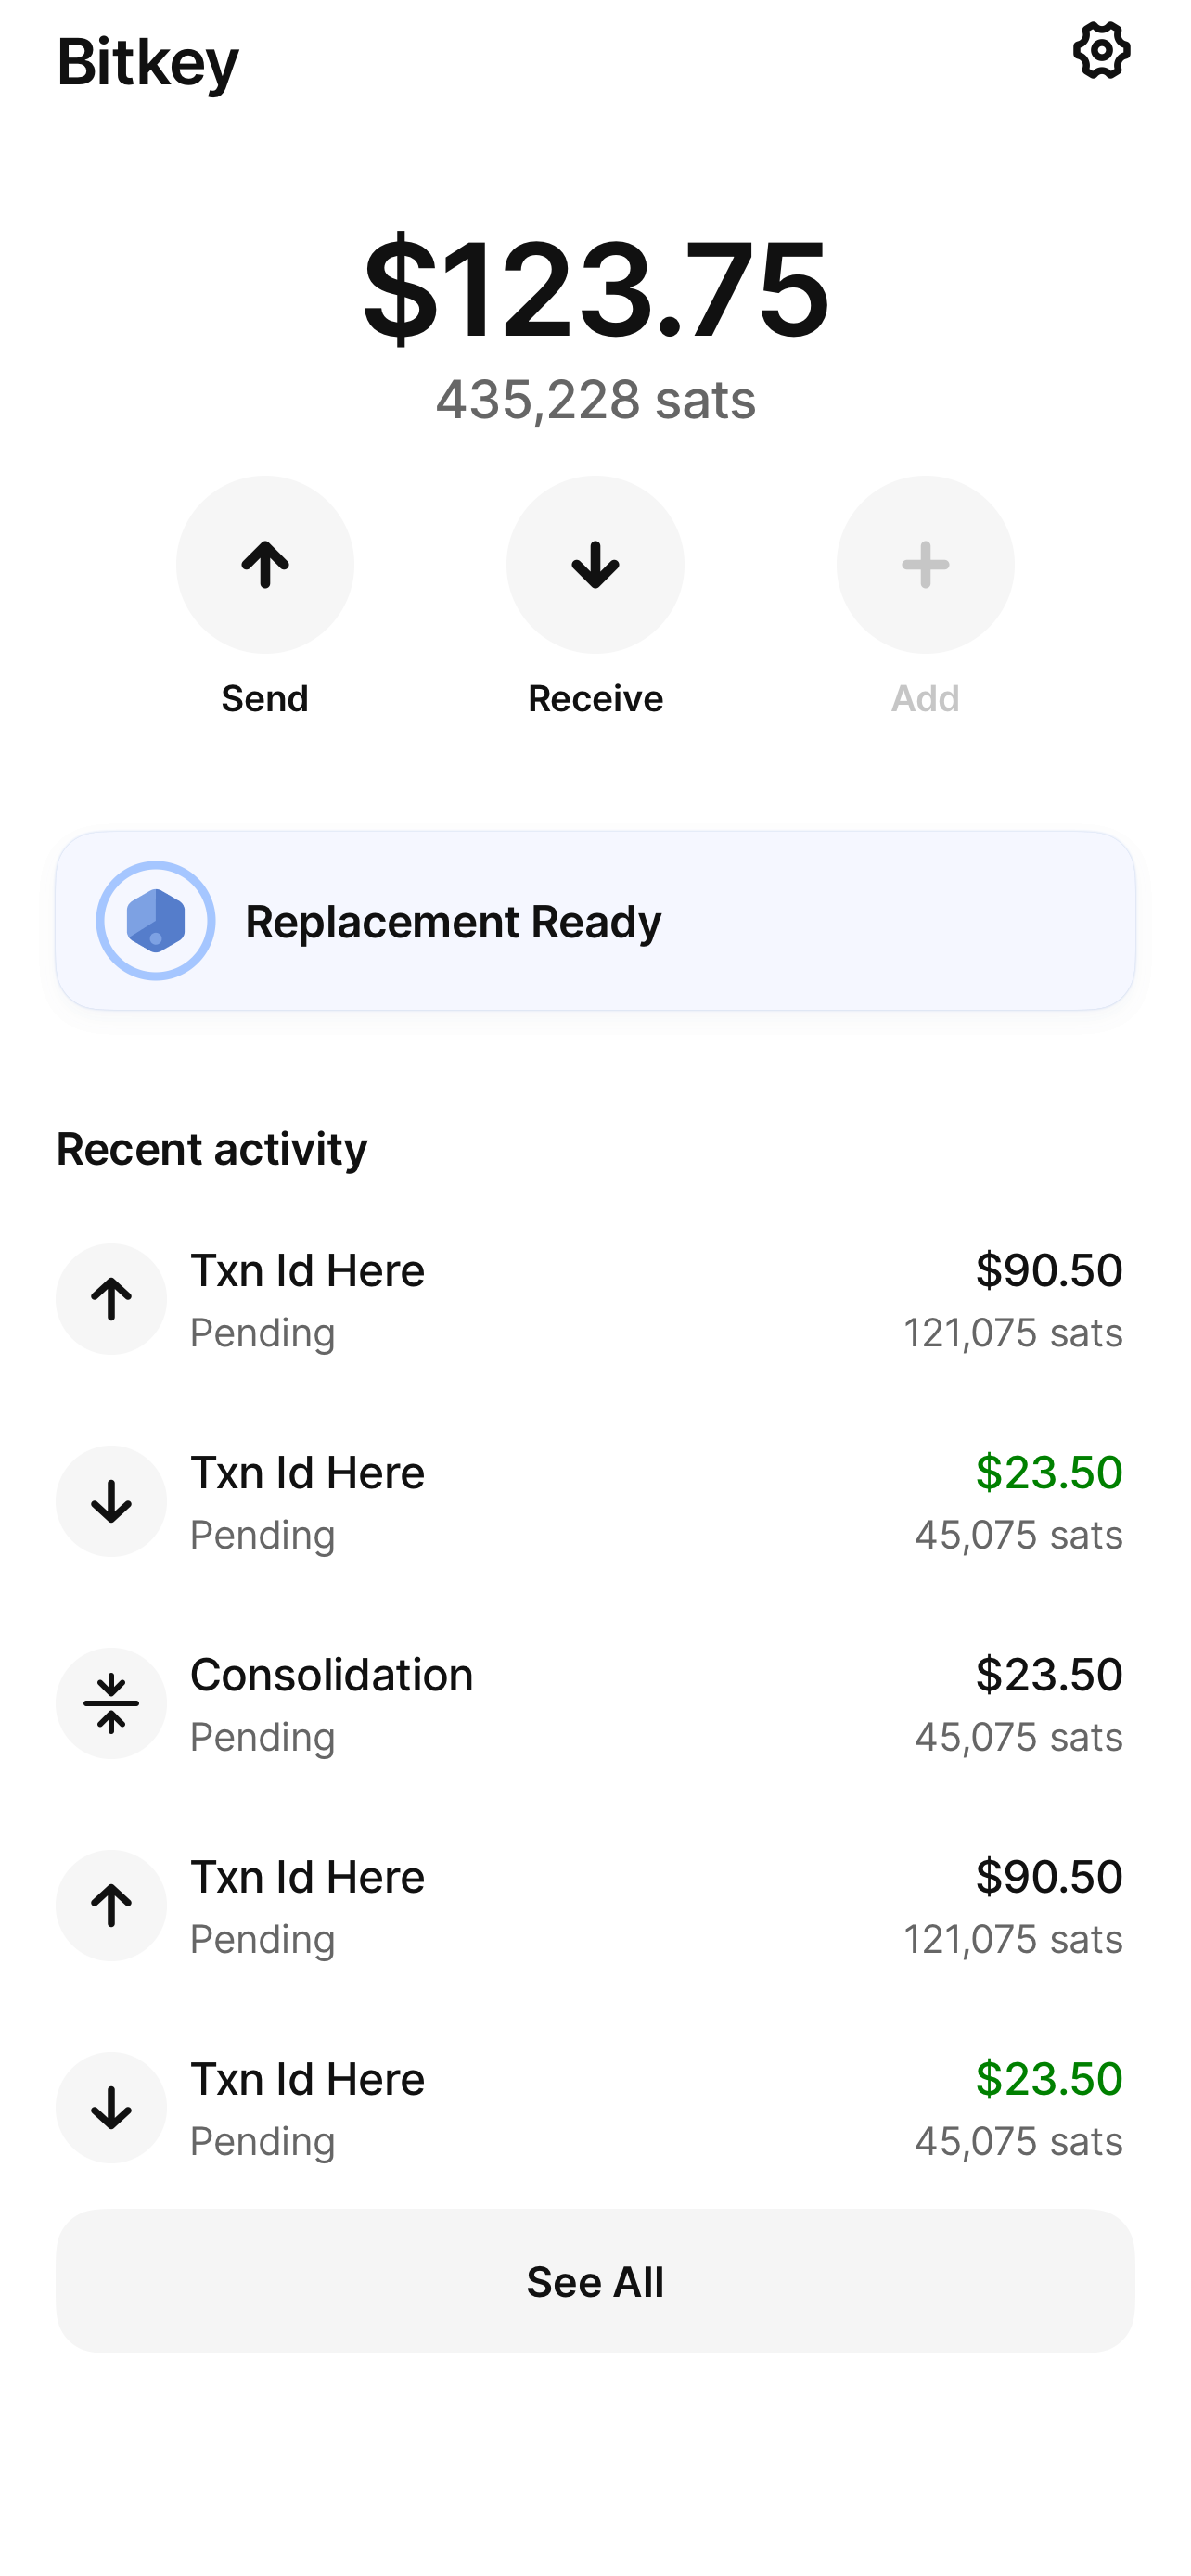 Bitkey
$123.75
435,228 sats
Send
Receive
Add
Replacement Ready
Recent activity
Txn Id Here
$90.50
Pending
121,075 sats
Txn Id Here
$23.50
Pending
45,075 sats
Consolidation
$23.50
Pending
45,075 sats
Txn Id Here
$90.50
Pending
121,075 sats
Txn Id Here
$23.50
Pending
45,075 sats
See All